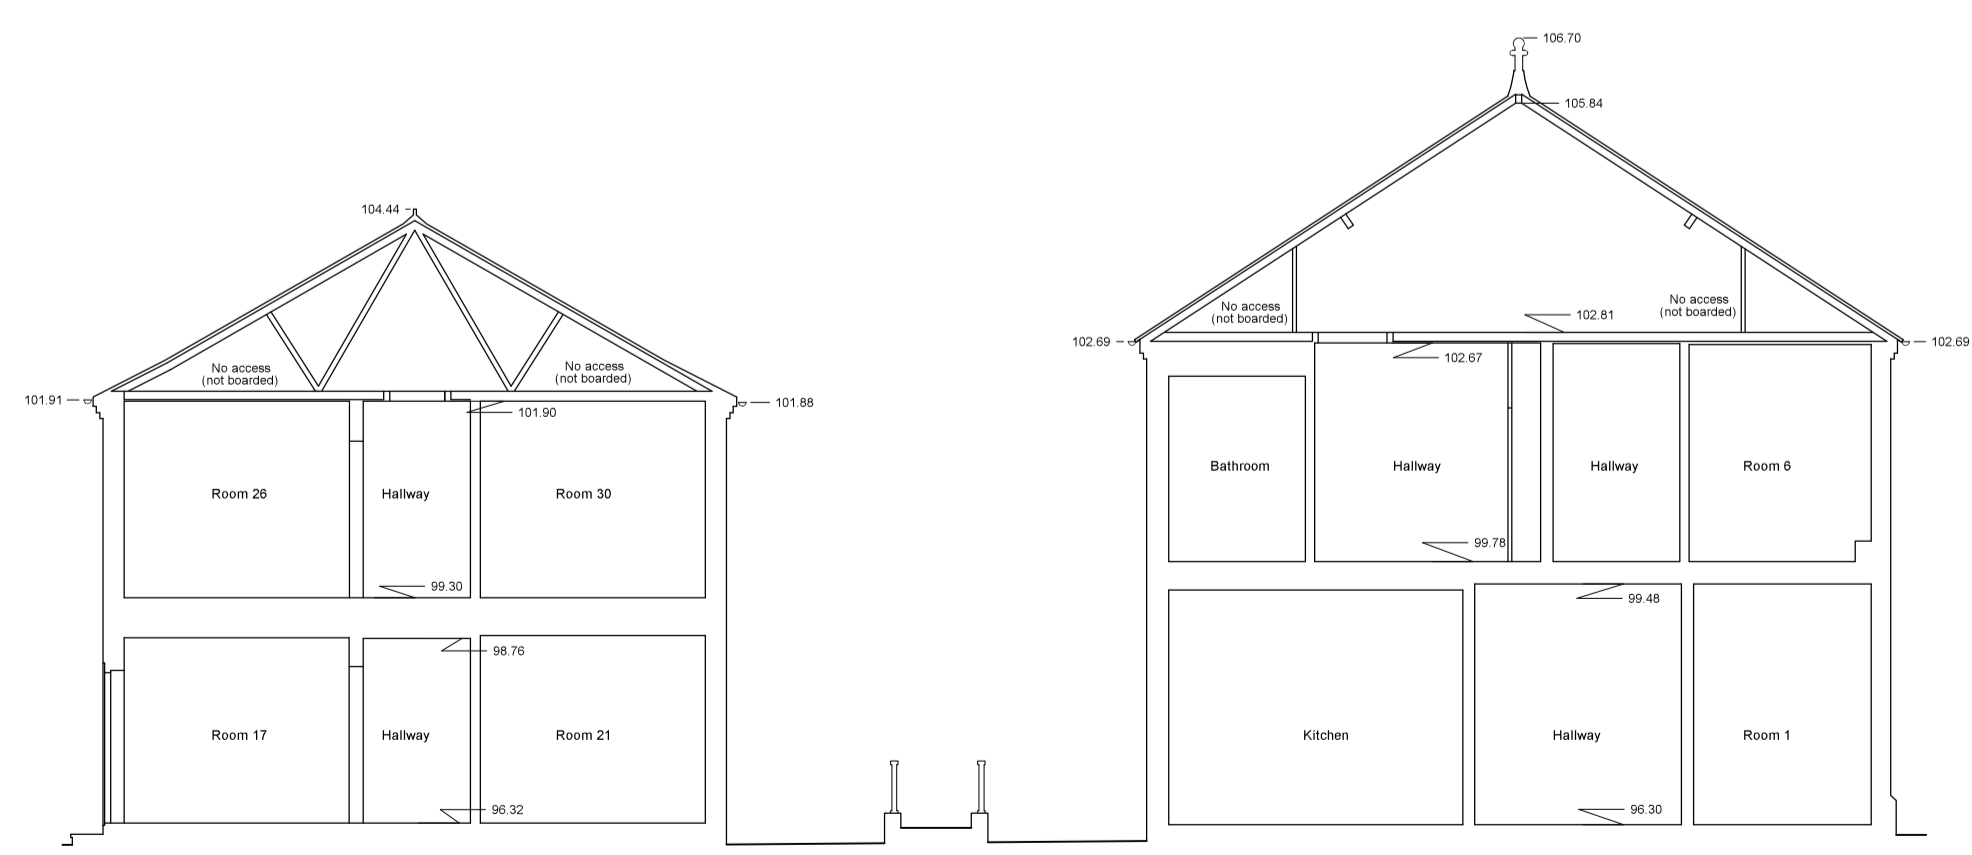 106.70
105.84
104.44
No access
(not boarded)
No access
(not boarded)
102.81
102.69
102.69
102.67
No access
(not boarded)
No access
(not boarded)
101.91
101.90
101.88
Room 26
Hallway
Room 30
Bathroom
Hallway
Hallway
Room 6
99.78
99.30
99.48
98.76
Room 17
Hallway
Room 21
Kitchen
Hallway
Room 1
96.32
96.30